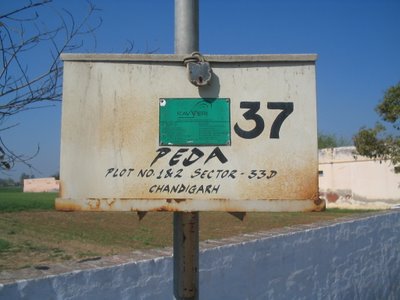 37
PEDA
PLOT NO. 1&2 SECTOR-33D
CHANDIGARH